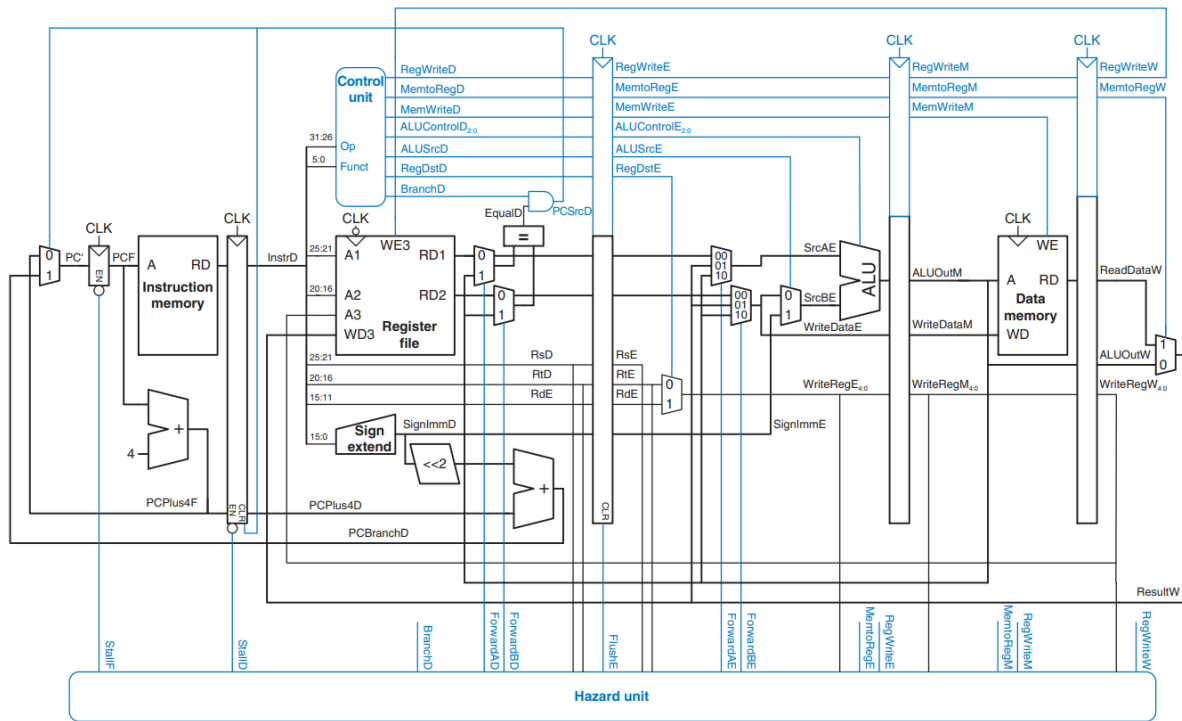 CLK CLK CLK
Control unit
RegWriteD RegWriteE RegWriteM RegWriteW
MemtoRegD MemtoRegE MemtoRegM MemtoRegW
MemWriteD MemWriteE MemWriteM
ALUControlD2:0 ALUControlE2:0
31:26 Op
ALUSrcD ALUSrcE
5:0 Funct
RegDstD RegDstE
BranchD
PCSrcD
EqualD
=
CLK CLK CLK CLK
0 1 PC' PCF EN
A RD
Instruction memory
InstrD
25:21 A1 WE3 RD1
20:16 A2 RD2
A3
WD3 Register file
0 1
0 1
00 01 10
00 01 10
SrcAE
0 1 SrcBE
ALU
ALUOutM
WE
A RD
Data memory
WD
ReadDataW
WriteDataE WriteDataM
1 0
ALUOutW
25:21 RsD RsE
20:16 RtD RtE
15:11 RdE RdE
0 1
WriteRegE4:0 WriteRegM4:0 WriteRegW4:0
15:0 Sign extend SignImmD SignImmE
<<2
+
4
+
PCPlus4F PCPlus4D
EN CLR
CLR
PCBranchD
ResultW
StallF
StallD
BranchD
ForwardAD
ForwardBD
FlushE
ForwardAE
ForwardBE
MemtoRegE
RegWriteE
MemtoRegM
RegWriteM
RegWriteW
Hazard unit